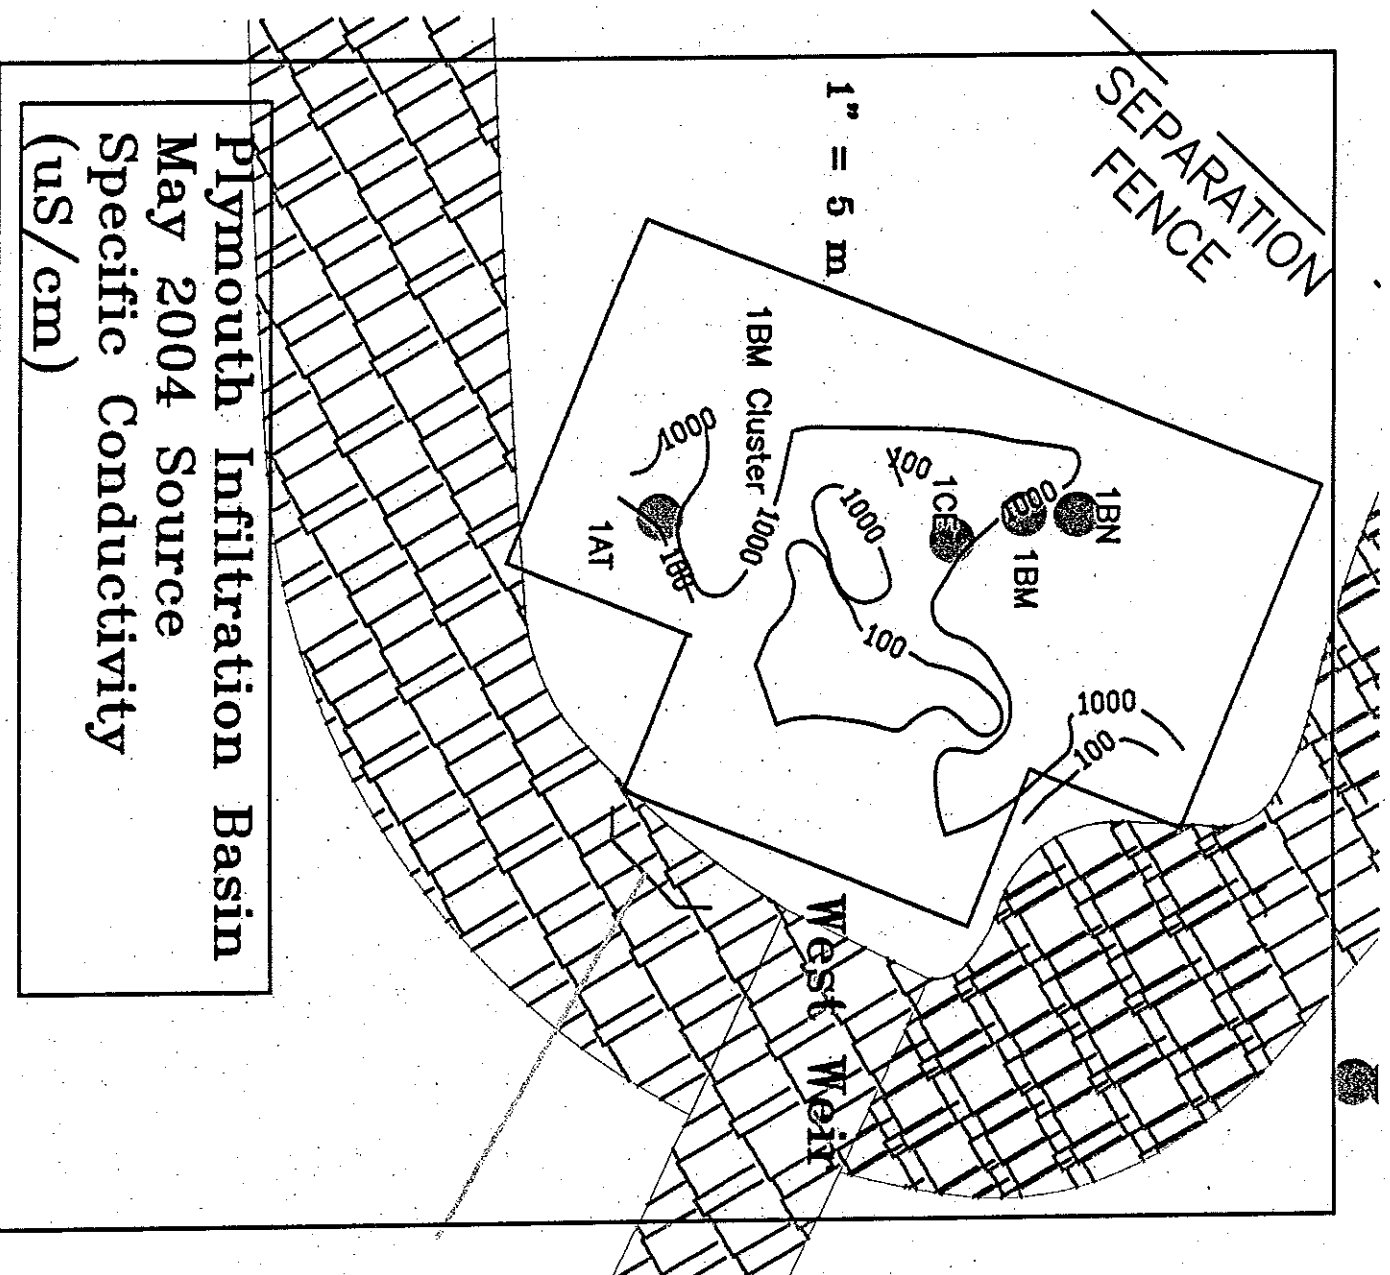 SEPARATION
FENCE
1" = 5 m
1BN
1000
1BM
1CE
100
1000
1000
100
1BM Cluster
1000
1000
100
1AT
100
West Weir
Plymouth Infiltration Basin
May 2004 Source
Specific Conductivity
(uS/cm)